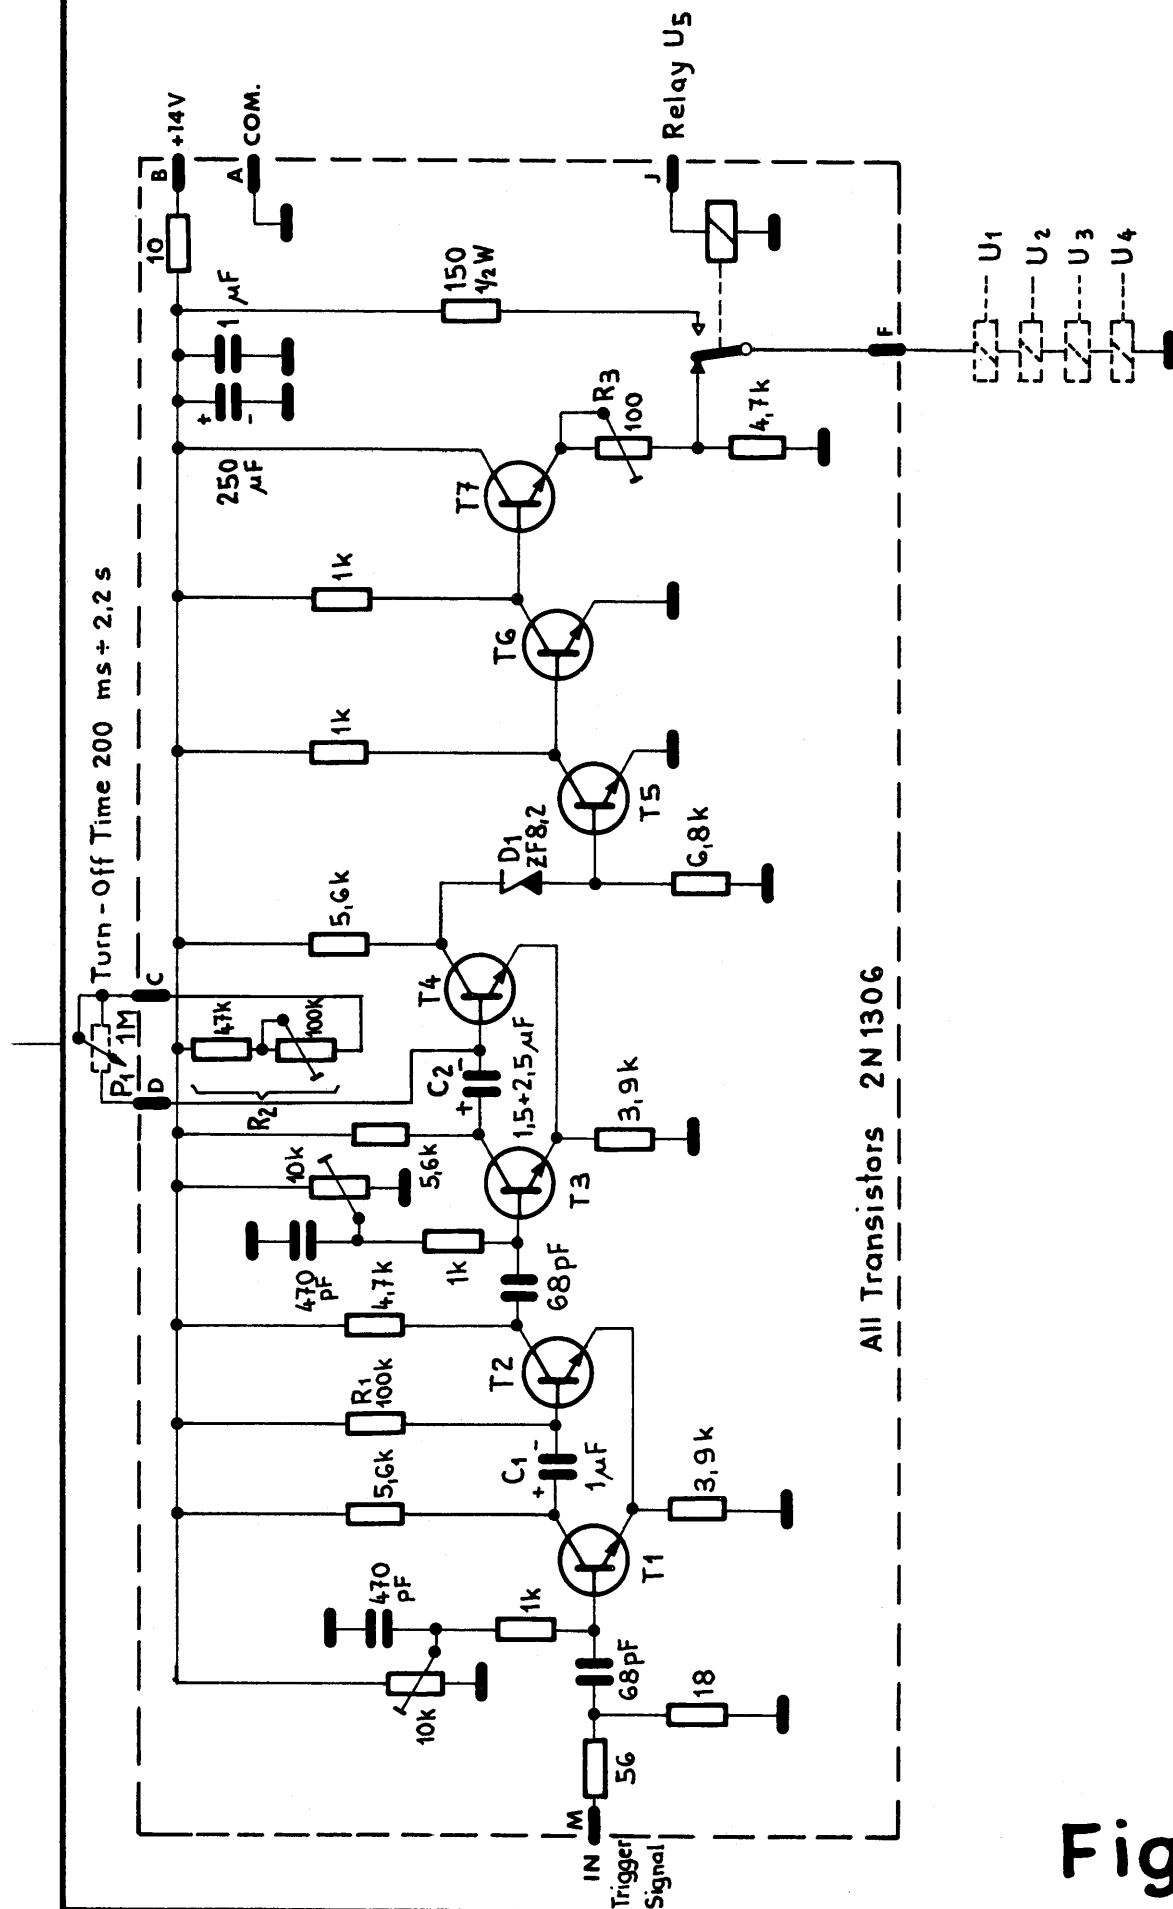 Turn-Off Time 200 ms ÷ 2,2 s
P1
1M
D
C
B
+14V
A
COM.
10
47k
100k
R2
250
μF
+
-
1
μF
10k
470
pF
5,6k
1k
4,7k
R1
100k
5,6k
470
pF
10k
1k
5,6k
1k
1k
150
½W
J
Relay U5
IN
M
Trigger
Signal
56
18
68pF
T1
C1
+
-
1μF
3,9k
T2
68pF
T3
C2
+
-
1,5÷2,5μF
3,9k
T4
D1
ZF8,2
6,8k
T5
T6
T7
R3
100
4,7k
F
U1
U2
U3
U4
All Transistors 2N1306
Fig